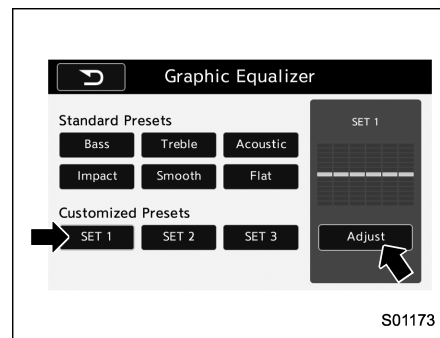 Graphic Equalizer
Standard Presets
Bass Treble Acoustic
Impact Smooth Flat
Customized Presets
SET 1 SET 2 SET 3
SET 1
Adjust
S01173